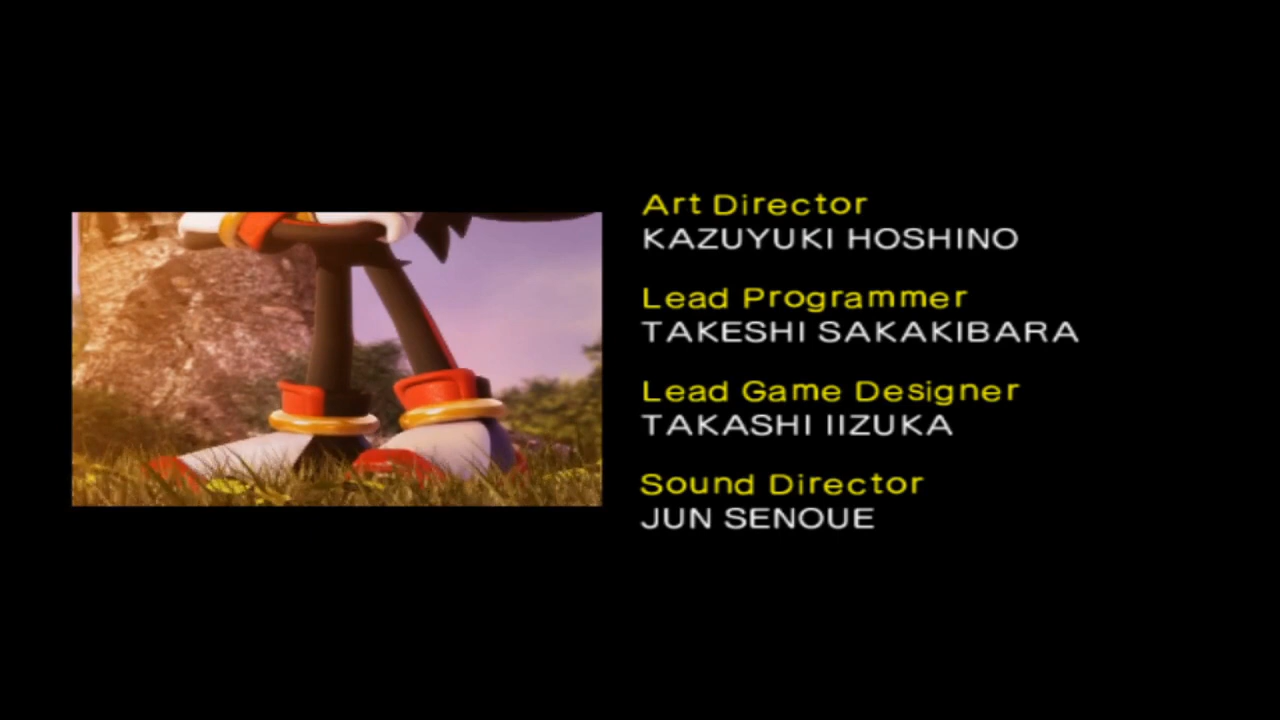 Art Director
KAZUYUKI HOSHINO
Lead Programmer
TAKESHI SAKAKIBARA
Lead Game Designer
TAKASHI IIZUKA
Sound Director
JUN SENOUE